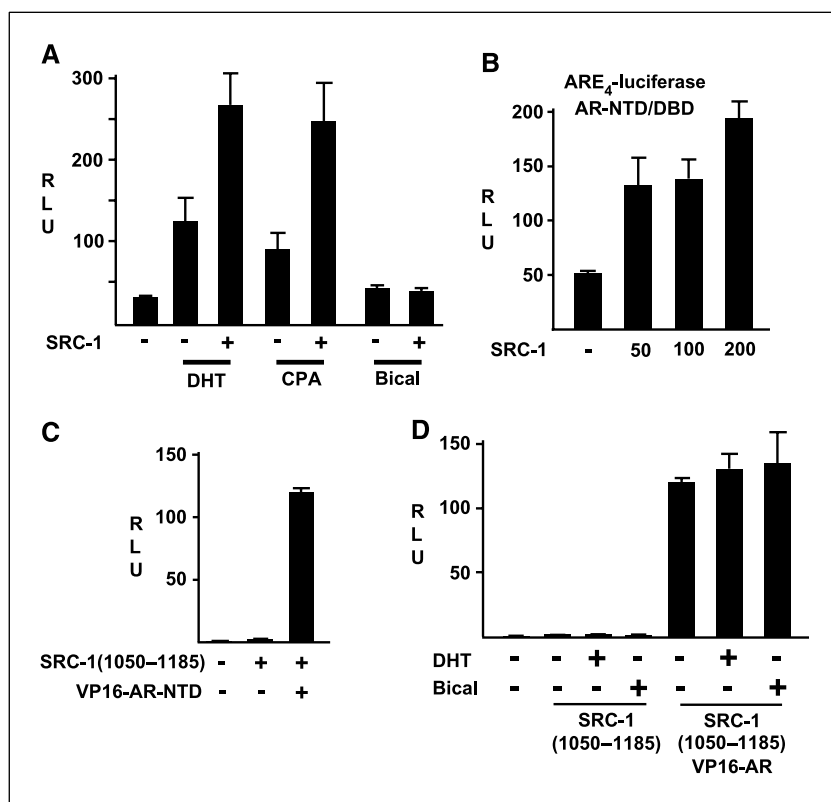 A
300
200
100
R
L
U
SRC-1 - - + - + - +
DHT CPA Bical
B
ARE4-luciferase
AR-NTD/DBD
200
150
100
50
R
L
U
SRC-1 - 50 100 200
C
150
100
50
R
L
U
SRC-1(1050–1185) - + +
VP16-AR-NTD - - +
D
150
100
50
R
L
U
DHT - - + - - + -
Bical - - - + - - +
SRC-1
(1050–1185)
SRC-1
(1050–1185)
VP16-AR